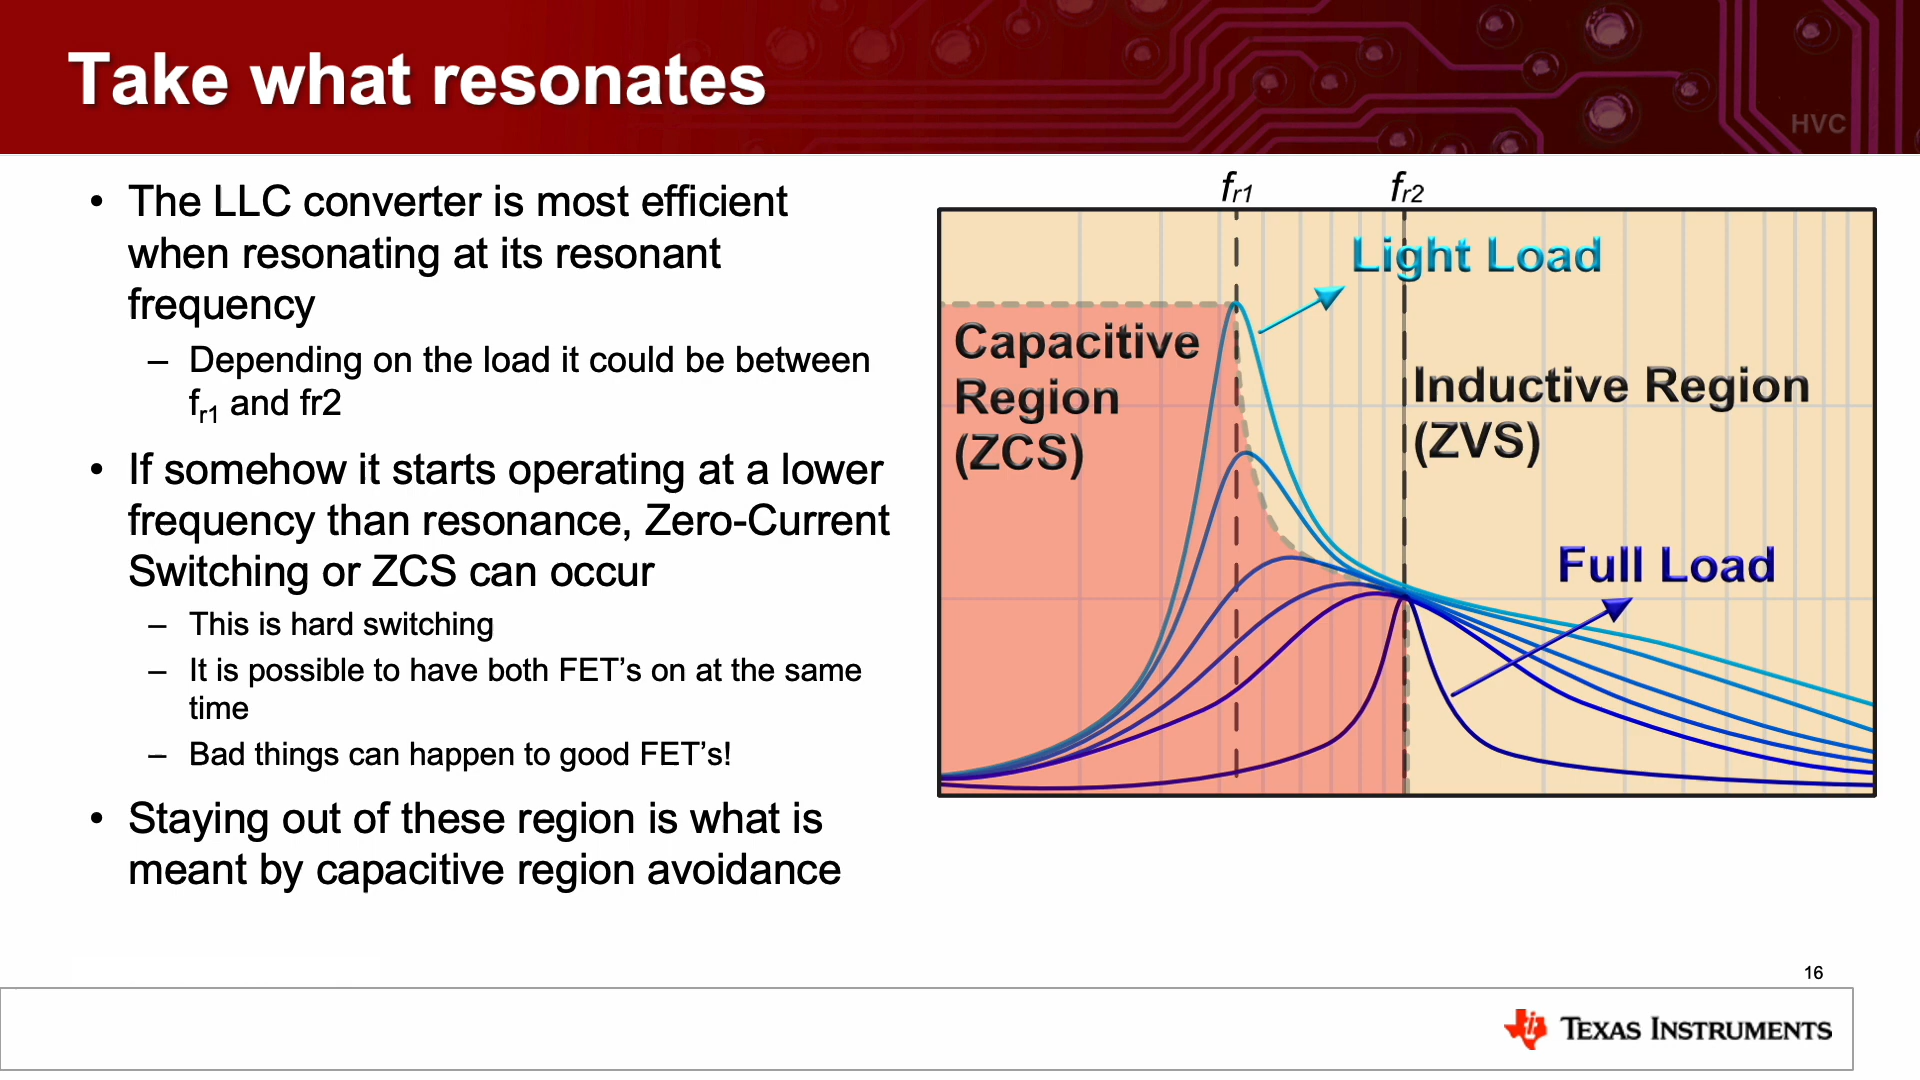 Take what resonates
HVC
• The LLC converter is most efficient
when resonating at its resonant
frequency
– Depending on the load it could be between
fr1 and fr2
• If somehow it starts operating at a lower
frequency than resonance, Zero-Current
Switching or ZCS can occur
– This is hard switching
– It is possible to have both FET’s on at the same
time
– Bad things can happen to good FET’s!
• Staying out of these region is what is
meant by capacitive region avoidance
fr1
fr2
Light Load
Capacitive
Region
(ZCS)
Inductive Region
(ZVS)
Full Load
16
TEXAS INSTRUMENTS